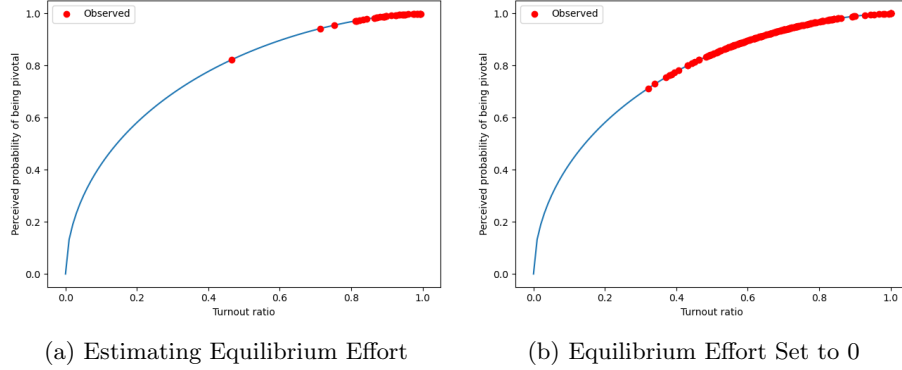 Observed
Perceived probability of being pivotal
1.0
0.8
0.6
0.4
0.2
0.0
0.0 0.2 0.4 0.6 0.8 1.0
Turnout ratio
(a) Estimating Equilibrium Effort
Observed
Perceived probability of being pivotal
1.0
0.8
0.6
0.4
0.2
0.0
0.0 0.2 0.4 0.6 0.8 1.0
Turnout ratio
(b) Equilibrium Effort Set to 0